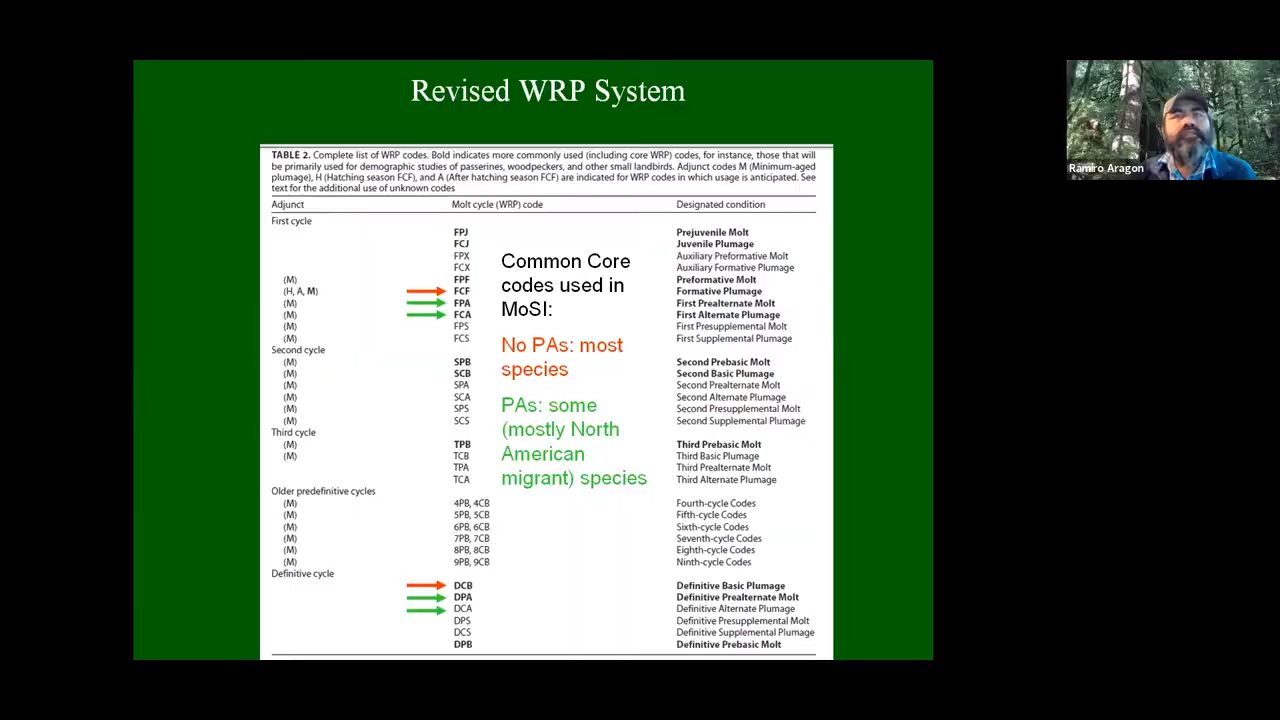 Revised WRP System
TABLE 2. Complete list of WRP codes. Bold indicates more commonly used (including core WRP) codes, for instance, those that will
be primarily used for demographic studies of passerines, woodpeckers, and other small landbirds. Adjunct codes M (Minimum-aged
plumage), H (Hatching season FCF), and A (After hatching season FCF) are indicated for WRP codes in which usage is anticipated. See
text for the additional use of unknown codes
Adjunct Molt cycle (WRP) code Designated condition
First cycle
FPJ Prejuvenile Molt
FCJ Juvenile Plumage
FPX Auxiliary Preformative Molt
FCX Auxiliary Formative Plumage
(M) FPF Preformative Molt
(H, A, M) FCF Formative Plumage
(M) FPA First Prealternate Molt
(M) FCA First Alternate Plumage
(M) FPS First Presupplemental Molt
(M) FCS First Supplemental Plumage
Second cycle
(M) SPB Second Prebasic Molt
(M) SCB Second Basic Plumage
(M) SPA Second Prealternate Molt
(M) SCA Second Alternate Plumage
(M) SPS Second Presupplemental Molt
(M) SCS Second Supplemental Plumage
Third cycle
(M) TPB Third Prebasic Molt
(M) TCB Third Basic Plumage
TPA Third Prealternate Molt
TCA Third Alternate Plumage
Older predefinitive cycles
(M) 4PB, 4CB Fourth-cycle Codes
(M) 5PB, 5CB Fifth-cycle Codes
(M) 6PB, 6CB Sixth-cycle Codes
(M) 7PB, 7CB Seventh-cycle Codes
(M) 8PB, 8CB Eighth-cycle Codes
(M) 9PB, 9CB Ninth-cycle Codes
Definitive cycle
DCB Definitive Basic Plumage
DPA Definitive Prealternate Molt
DCA Definitive Alternate Plumage
DPS Definitive Presupplemental Molt
DCS Definitive Supplemental Plumage
DPB Definitive Prebasic Molt
Common Core
codes used in
MoSI:
No PAs: most
species
PAs: some
(mostly North
American
migrant) species
Ramiro Aragon